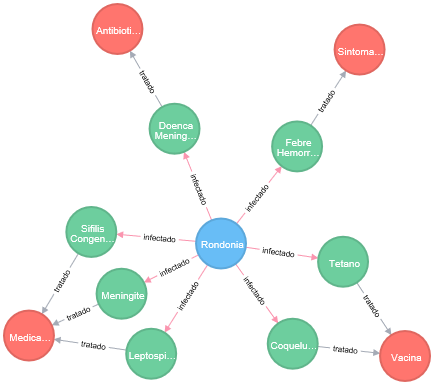 Antibioti...
Sintoma...
tratado
tratado
Doenca
Mening...
Febre
Hemorr...
infectado
infectado
Sifilis
Congen...
infectado
Rondonia
infectado
Tetano
tratado
infectado
Meningite
infectado
infectado
tratado
tratado
Medica...
tratado
Leptospi...
Coquelu...
tratado
Vacina